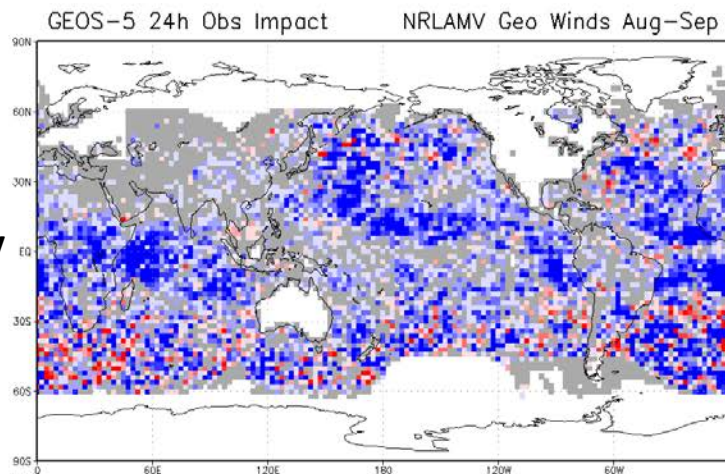 GEOS-5 24h Obs Impact NRLAMV Geo Winds Aug-Sep
90N
60N
30N
EQ
30S
60S
90S
0 60E 120E 180 120W 60W